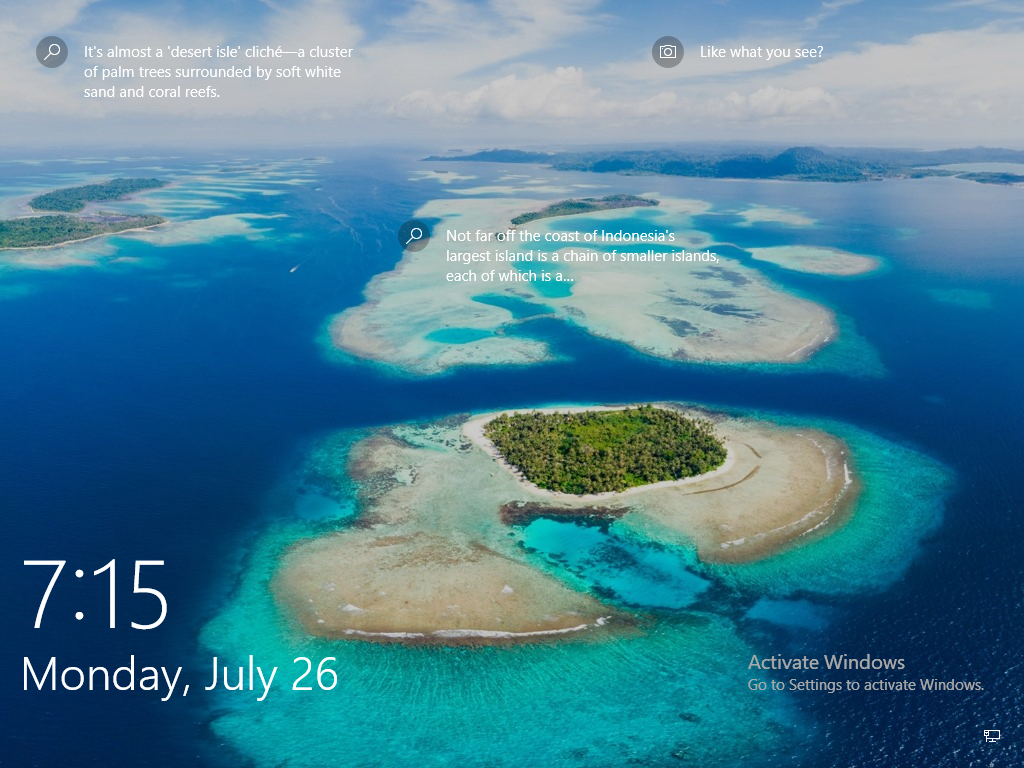 It's almost a 'desert isle' cliché—a cluster
of palm trees surrounded by soft white
sand and coral reefs.
Like what you see?
Not far off the coast of Indonesia's
largest island is a chain of smaller islands,
each of which is a...
7:15
Monday, July 26
Activate Windows
Go to Settings to activate Windows.